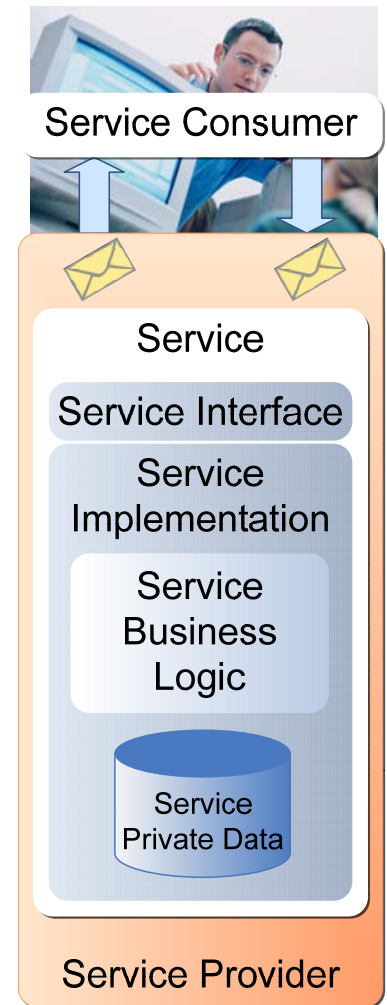 Service Consumer
Service
Service Interface
Service
Implementation
Service
Business
Logic
Service
Private Data
Service Provider